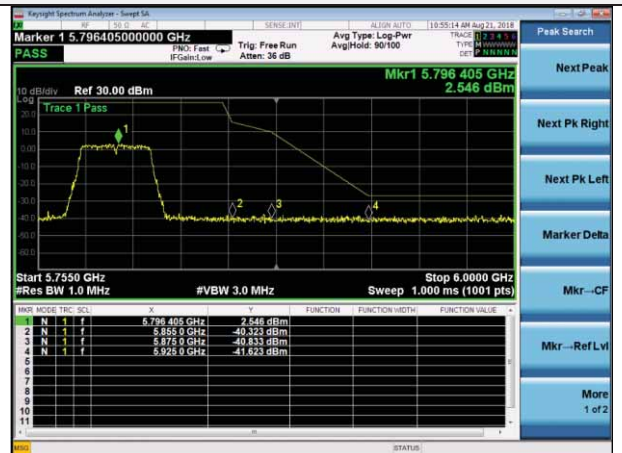 Keysight Spectrum Analyzer - Swept SA
RF 50 Ω AC SENSE:INT ALIGN AUTO 10:55:14 AM Aug 21, 2018
Marker 1 5.796405000000 GHz
PNO: Fast Trig: Free Run Avg Type: Log-Pwr TRACE 1 2 3 4 5 6
PASS IFGain:Low Atten: 36 dB Avg|Hold: 90/100 TYPE M WWWWW
DET P N N N N N
Peak Search
Mkr1 5.796 405 GHz
10 dB/div Ref 30.00 dBm 2.546 dBm
Log
Trace 1 Pass
20.0
10.0
0.00
-10.0
-20.0
-30.0
-40.0
-50.0
-60.0
1
2 3 4
Start 5.7550 GHz Stop 6.0000 GHz
#Res BW 1.0 MHz #VBW 3.0 MHz Sweep 1.000 ms (1001 pts)
MKR MODE TRC SCL X Y FUNCTION FUNCTION WIDTH FUNCTION VALUE
1 N 1 f 5.796 405 GHz 2.546 dBm
2 N 1 f 5.855 0 GHz -40.323 dBm
3 N 1 f 5.875 0 GHz -40.833 dBm
4 N 1 f 5.925 0 GHz -41.623 dBm
5
6
7
8
9
10
11
MSG STATUS
Next Peak
Next Pk Right
Next Pk Left
Marker Delta
Mkr→CF
Mkr→Ref Lvl
More
1 of 2